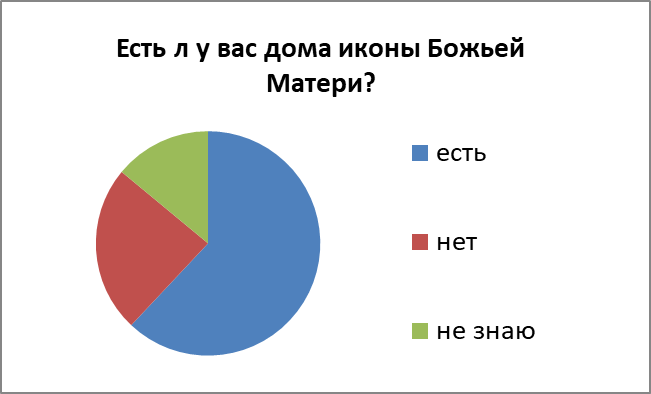 Есть л у вас дома иконы Божьей
Матери?
есть
нет
не знаю